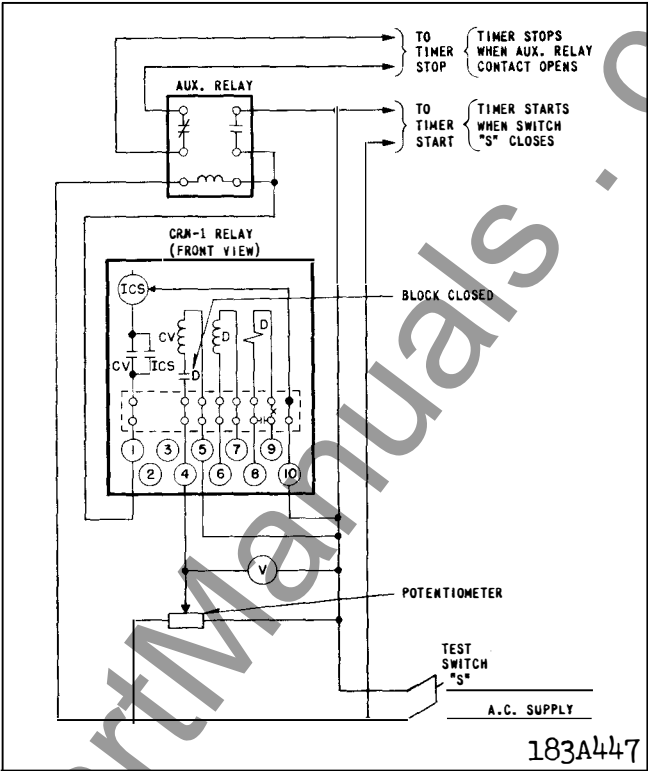 TO TIMER STOP
TIMER STOPS WHEN AUX. RELAY CONTACT OPENS
AUX. RELAY
TO TIMER START
TIMER STARTS WHEN SWITCH "S" CLOSES
CRN-1 RELAY
(FRONT VIEW)
ICS
BLOCK CLOSED
CV
D
D
CV
ICS
D
X
1
2
3
4
5
6
7
8
9
10
V
POTENTIOMETER
TEST
SWITCH
"S"
A.C. SUPPLY
183A447
rtManuals . c